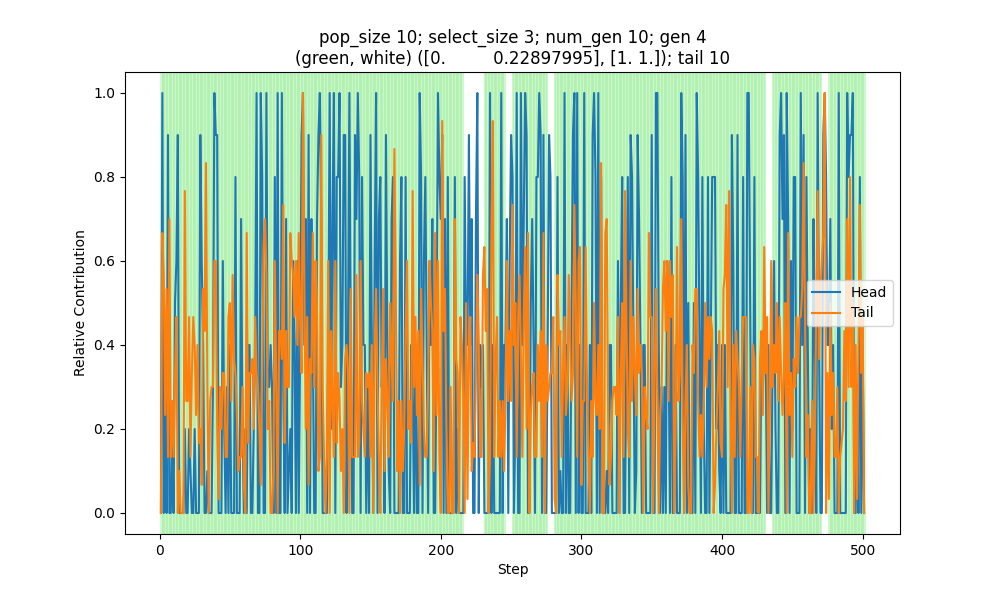 pop_size 10; select_size 3; num_gen 10; gen 4
(green, white) ([0.         0.22897995], [1. 1.]); tail 10
1.0
0.8
0.6
0.4
0.2
0.0
Relative Contribution
Head
Tail
0
100
200
300
400
500
Step